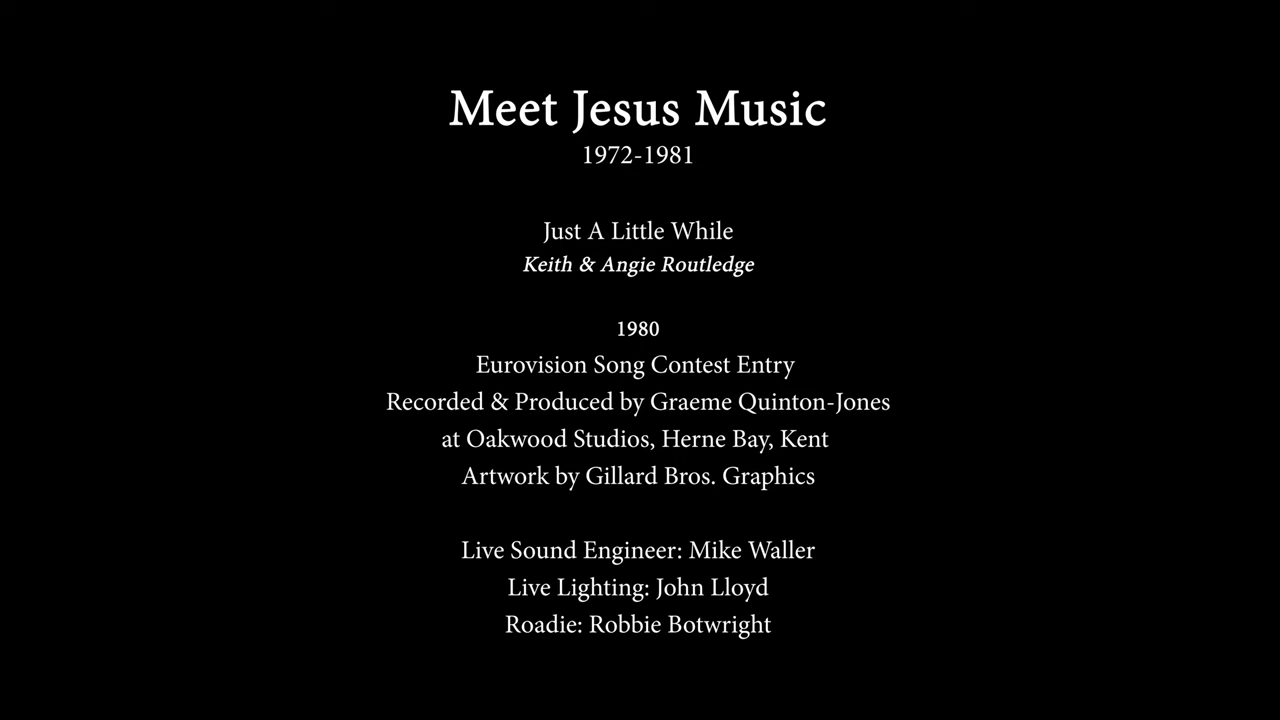 Meet Jesus Music
1972-1981
Just A Little While
Keith & Angie Routledge
1980
Eurovision Song Contest Entry
Recorded & Produced by Graeme Quinton-Jones
at Oakwood Studios, Herne Bay, Kent
Artwork by Gillard Bros. Graphics
Live Sound Engineer: Mike Waller
Live Lighting: John Lloyd
Roadie: Robbie Botwright